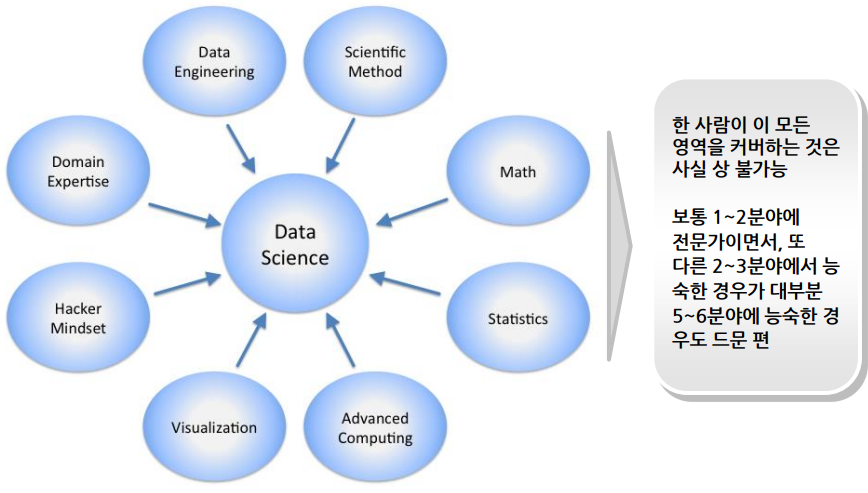 Data
Engineering
Scientific
Method
Domain
Expertise
Math
Data
Science
Hacker
Mindset
Statistics
Visualization
Advanced
Computing
한 사람이 이 모든
영역을 커버하는 것은
사실 상 불가능
보통 1~2분야에
전문가이면서, 또
다른 2~3분야에서 능
숙한 경우가 대부분
5~6분야에 능숙한 경
우도 드문 편